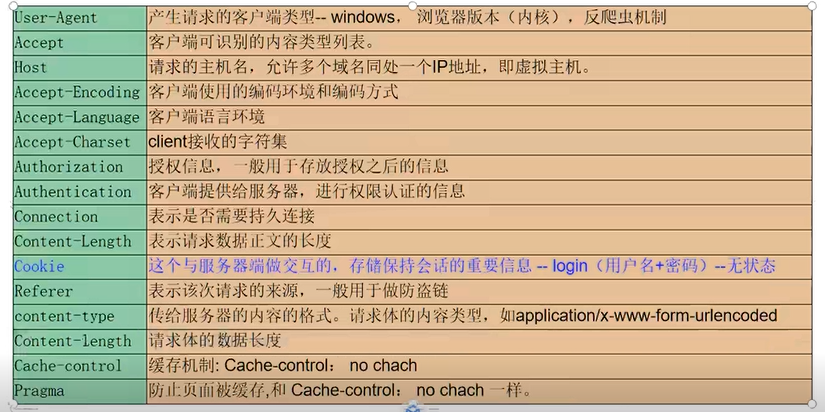 User-Agent 产生请求的客户端类型-- windows， 浏览器版本（内核），反爬虫机制
Accept 客户端可识别的内容类型列表。
Host 请求的主机名，允许多个域名同处一个IP地址，即虚拟主机。
Accept-Encoding 客户端使用的编码环境和编码方式
Accept-Language 客户端语言环境
Accept-Charset client接收的字符集
Authorization 授权信息，一般用于存放授权之后的信息
Authentication 客户端提供给服务器，进行权限认证的信息
Connection 表示是否需要持久连接
Content-Length 表示请求数据正文的长度
Cookie 这个与服务器端做交互的，存储保持会话的重要信息 -- login（用户名+密码）--无状态
Referer 表示该次请求的来源，一般用于做防盗链
content-type 传给服务器的内容的格式。请求体的内容类型，如application/x-www-form-urlencoded
Content-length 请求体的数据长度
Cache-control 缓存机制: Cache-control： no chach
Pragma 防止页面被缓存,和 Cache-control： no chach 一样。